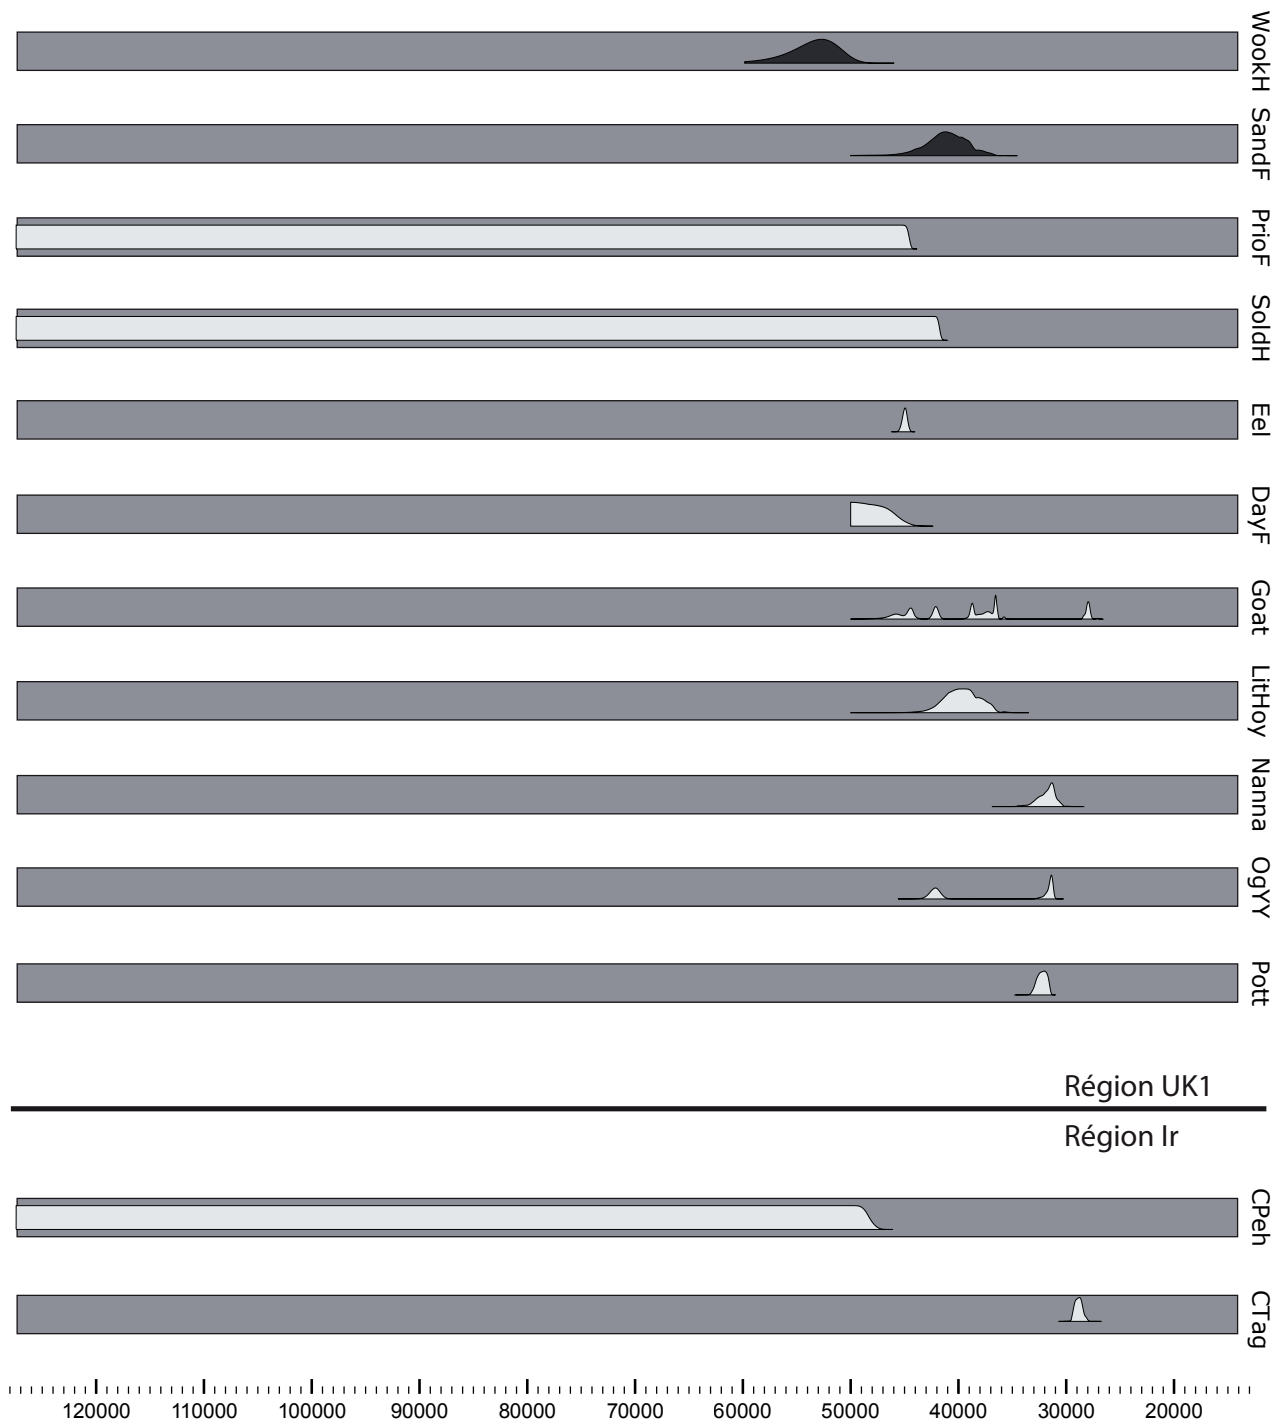 WookH
SandF
PrioF
SoldH
Eel
DayF
Goat
LitHoy
Nanna
OgYY
Pott
Région UK1
Région Ir
CPeh
CTag
120000 110000 100000 90000 80000 70000 60000 50000 40000 30000 20000